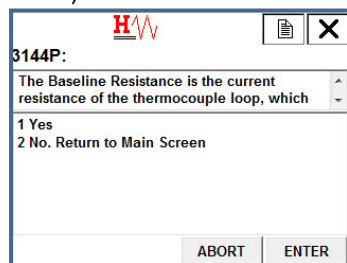 H
3144P:
The Baseline Resistance is the current
resistance of the thermocouple loop, which
1 Yes
2 No. Return to Main Screen
ABORT ENTER